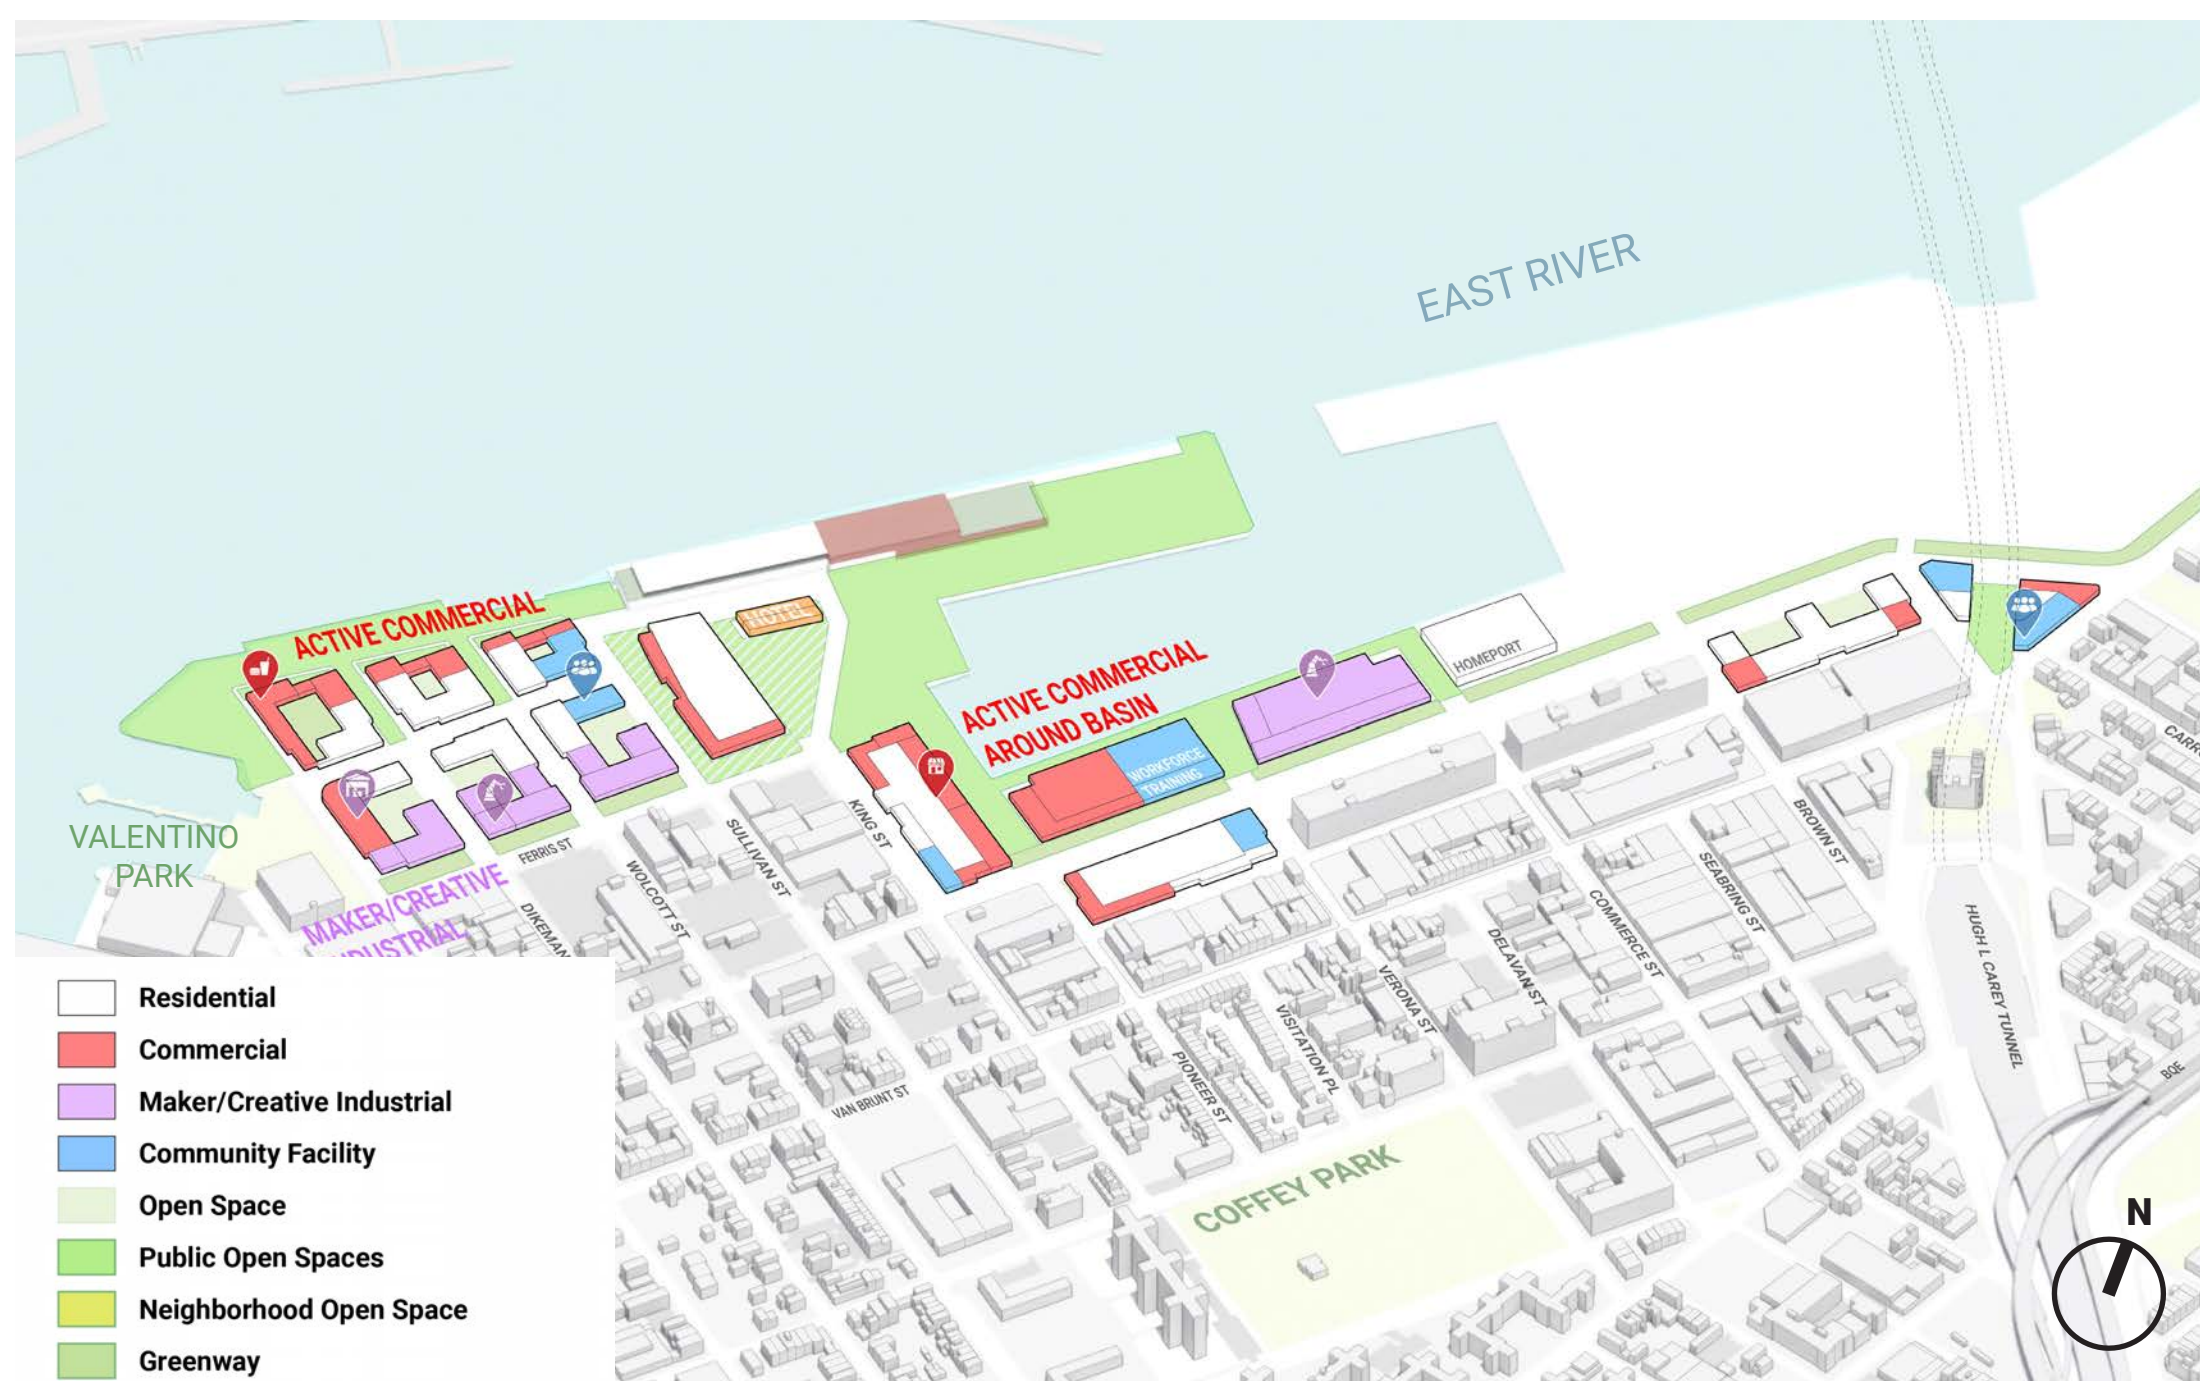 EAST RIVER
ACTIVE COMMERCIAL
HOTEL
ACTIVE COMMERCIAL
AROUND BASIN
HOMEPORT
WORKFORCE
TRAINING
VALENTINO
PARK
FERRIS ST
MAKER/CREATIVE
INDUSTRIAL
DIKEMAN
WOLCOTT ST
SULLIVAN ST
KING ST
VAN BRUNT ST
PIONEER ST
VISITATION PL
VERONA ST
DELAVAN ST
COMMERCE ST
SEABRING ST
BROWN ST
HUGH L CAREY TUNNEL
BQE
COFFEY PARK
N
Residential
Commercial
Maker/Creative Industrial
Community Facility
Open Space
Public Open Spaces
Neighborhood Open Space
Greenway